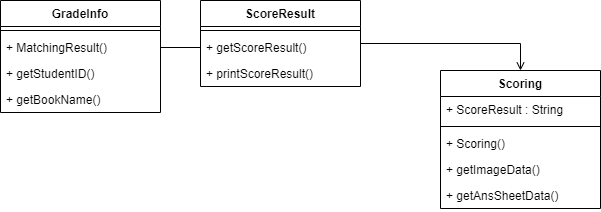 GradeInfo
+ MatchingResult()
+ getStudentID()
+ getBookName()
ScoreResult
+ getScoreResult()
+ printScoreResult()
Scoring
+ ScoreResult : String
+ Scoring()
+ getImageData()
+ getAnsSheetData()